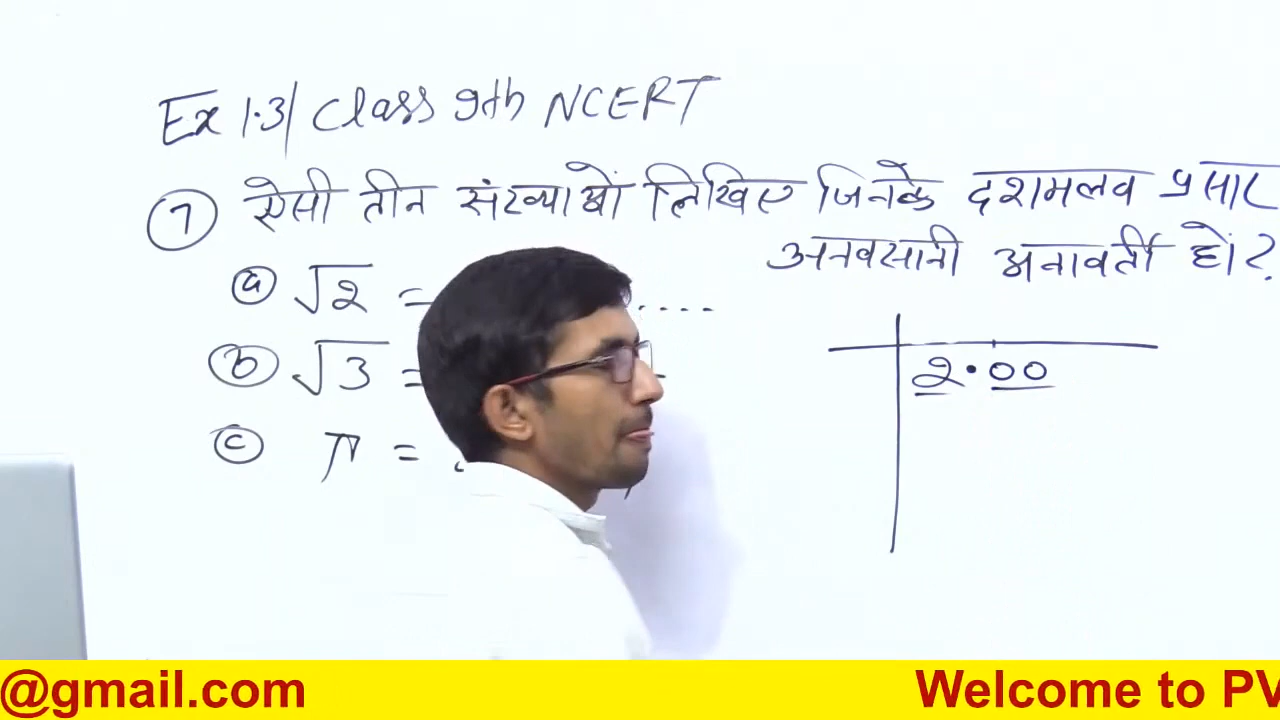 Ex 1.3/ Class 9th NCERT
⑦ ऐसी तीन संख्याओं लिखिए जिनके दशमलव प्रसार
अनवसानी अनावर्ती हों?
ⓐ √2 = .....
ⓑ √3 =
ⓒ π =
2.00
@gmail.com Welcome to PV